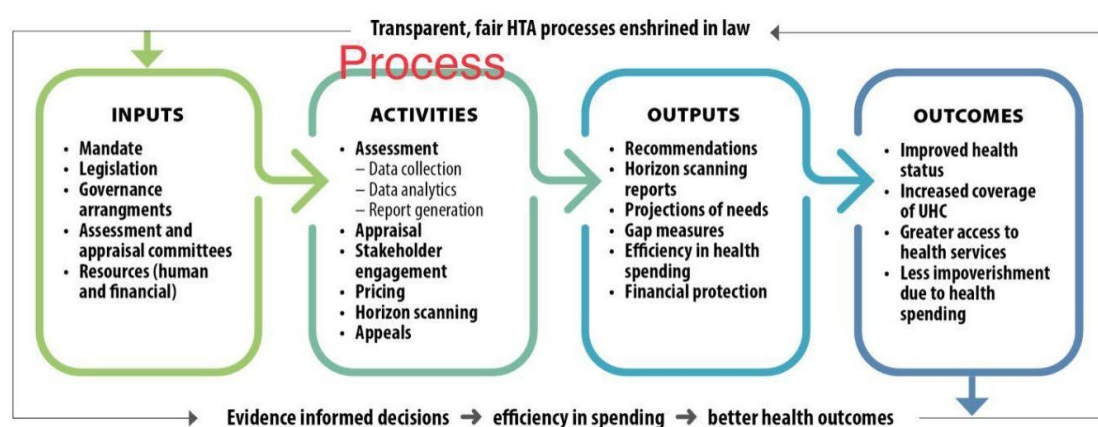 Transparent, fair HTA processes enshrined in law
Process
INPUTS
• Mandate
• Legislation
• Governance
arrangments
• Assessment and
appraisal committees
• Resources (human
and financial)
ACTIVITIES
• Assessment
– Data collection
– Data analytics
– Report generation
• Appraisal
• Stakeholder
engagement
• Pricing
• Horizon scanning
• Appeals
OUTPUTS
• Recommendations
• Horizon scanning
reports
• Projections of needs
• Gap measures
• Efficiency in health
spending
• Financial protection
OUTCOMES
• Improved health
status
• Increased coverage
of UHC
• Greater access to
health services
• Less impoverishment
due to health
spending
Evidence informed decisions → efficiency in spending → better health outcomes